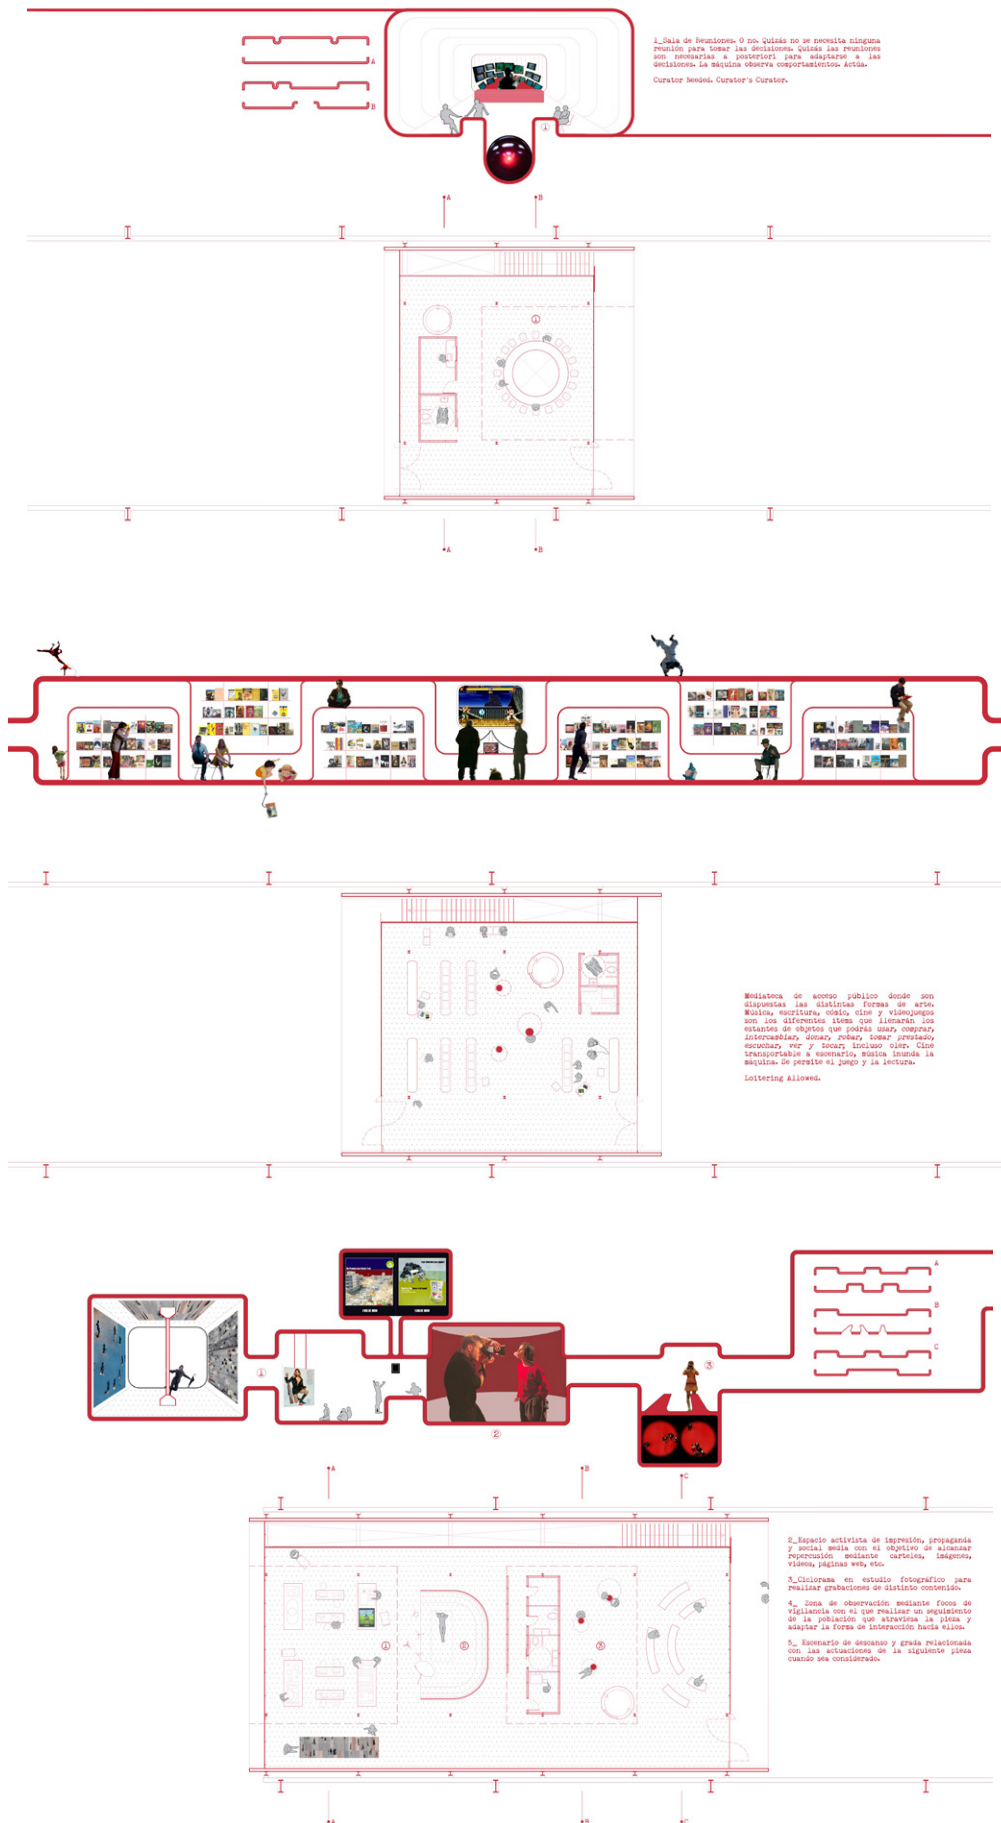 1_Sala de Reuniones. O no. Quizás no se necesita ninguna
reunión para tomar las decisiones. Quizás las reuniones
son necesarias a posteriori para adaptarse a las
decisiones. La máquina observa comportamientos. Actúa.
Curator Needed. Curator's Curator.
A
B
1
A
B
1
A
B
Mediateca de acceso público donde son
dispuestas las distintas formas de arte.
Música, escritura, cómic, cine y videojuegos
son los diferentes ítems que llenarán los
estantes de objetos que podrás usar, comprar,
intercambiar, donar, robar, tomar prestado,
escuchar, ver y tocar; incluso oler. Cine
transportable a escenario, música inunda la
máquina. Se permite el juego y la lectura.
Loitering Allowed.
A
B
C
1
2
3
A
B
C
2_Espacio activista de impresión, propaganda
y social media con el objetivo de alcanzar
repercusión mediante carteles, imágenes,
vídeos, páginas web, etc.
3_Ciclorama en estudio fotográfico para
realizar grabaciones de distinto contenido.
4_ Zona de observación mediante focos de
vigilancia con el que realizar un seguimiento
de la población que atraviesa la pieza y
adaptar la forma de interacción hacia ellos.
5_ Escenario de descanso y grada relacionada
con las actuaciones de la siguiente pieza
cuando sea considerado.
A
B
C